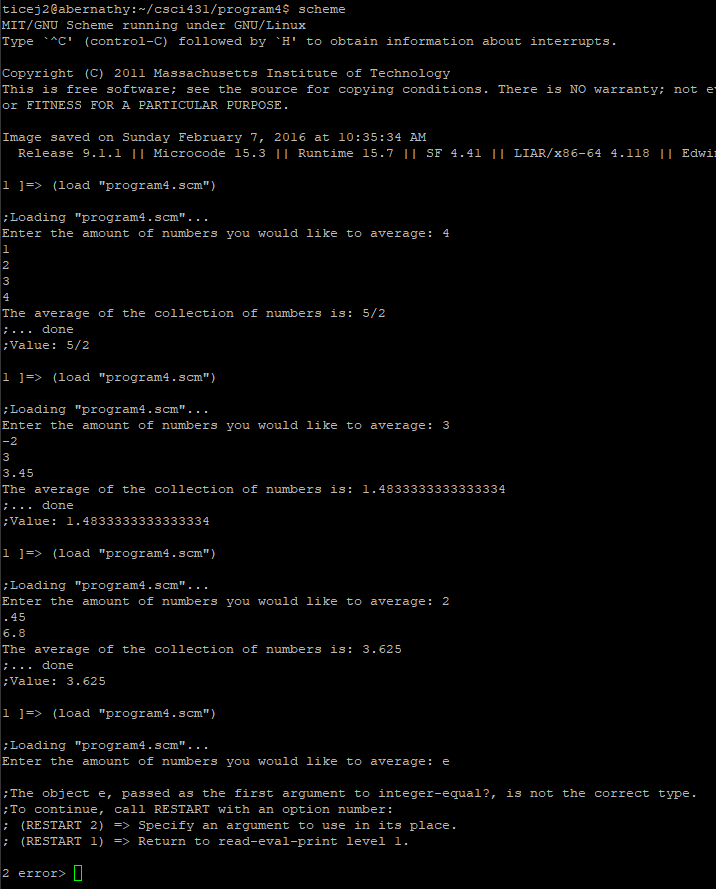 ticej2@abernathy:~/csci431/program4$ scheme
MIT/GNU Scheme running under GNU/Linux
Type `^C' (control-C) followed by `H' to obtain information about interrupts.
Copyright (C) 2011 Massachusetts Institute of Technology
This is free software; see the source for copying conditions. There is NO warranty; not
or FITNESS FOR A PARTICULAR PURPOSE.
Image saved on Sunday February 7, 2016 at 10:35:34 AM
Release 9.1.1 || Microcode 15.3 || Runtime 15.7 || SF 4.41 || LIAR/x86-64 4.118 ||
1 ]=> (load "program4.scm")
;Loading "program4.scm"...
Enter the amount of numbers you would like to average: 4
1
2
3
4
The average of the collection of numbers is: 5/2
;... done
;Value: 5/2
1 ]=> (load "program4.scm")
;Loading "program4.scm"...
Enter the amount of numbers you would like to average: 3
-2
3
3.45
The average of the collection of numbers is: 1.4833333333333334
;... done
;Value: 1.4833333333333334
1 ]=> (load "program4.scm")
;Loading "program4.scm"...
Enter the amount of numbers you would like to average: 2
.45
6.8
The average of the collection of numbers is: 3.625
;... done
;Value: 3.625
1 ]=> (load "program4.scm")
;Loading "program4.scm"...
Enter the amount of numbers you would like to average: e
;The object e, passed as the first argument to integer-equal?, is not the correct type.
;To continue, call RESTART with an option number:
; (RESTART 2) => Specify an argument to use in its place.
; (RESTART 1) => Return to read-eval-print level 1.
2 error>